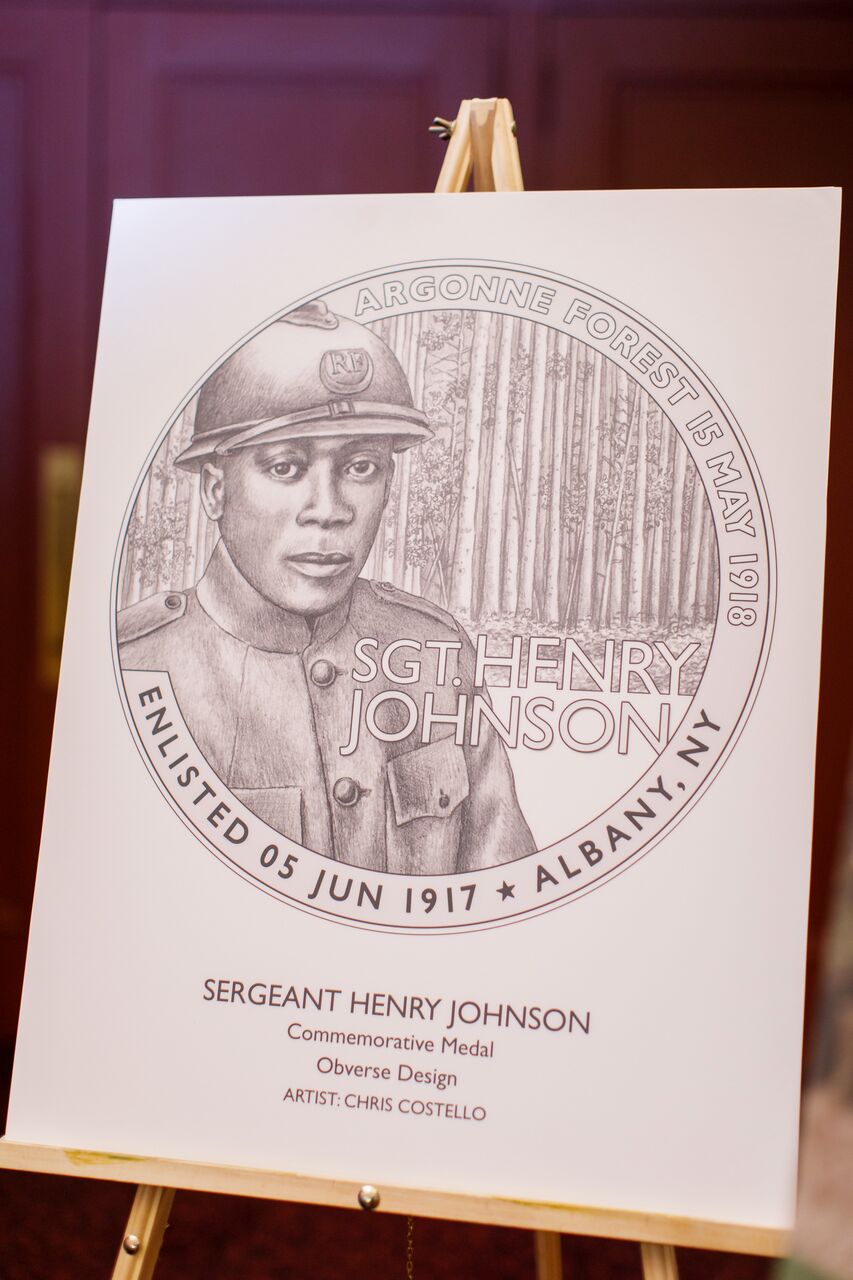 ARGONNE FOREST 15 MAY 1918
RF
SGT. HENRY
JOHNSON
ENLISTED 05 JUN 1917 ★ ALBANY, NY
SERGEANT HENRY JOHNSON
Commemorative Medal
Obverse Design
ARTIST: CHRIS COSTELLO